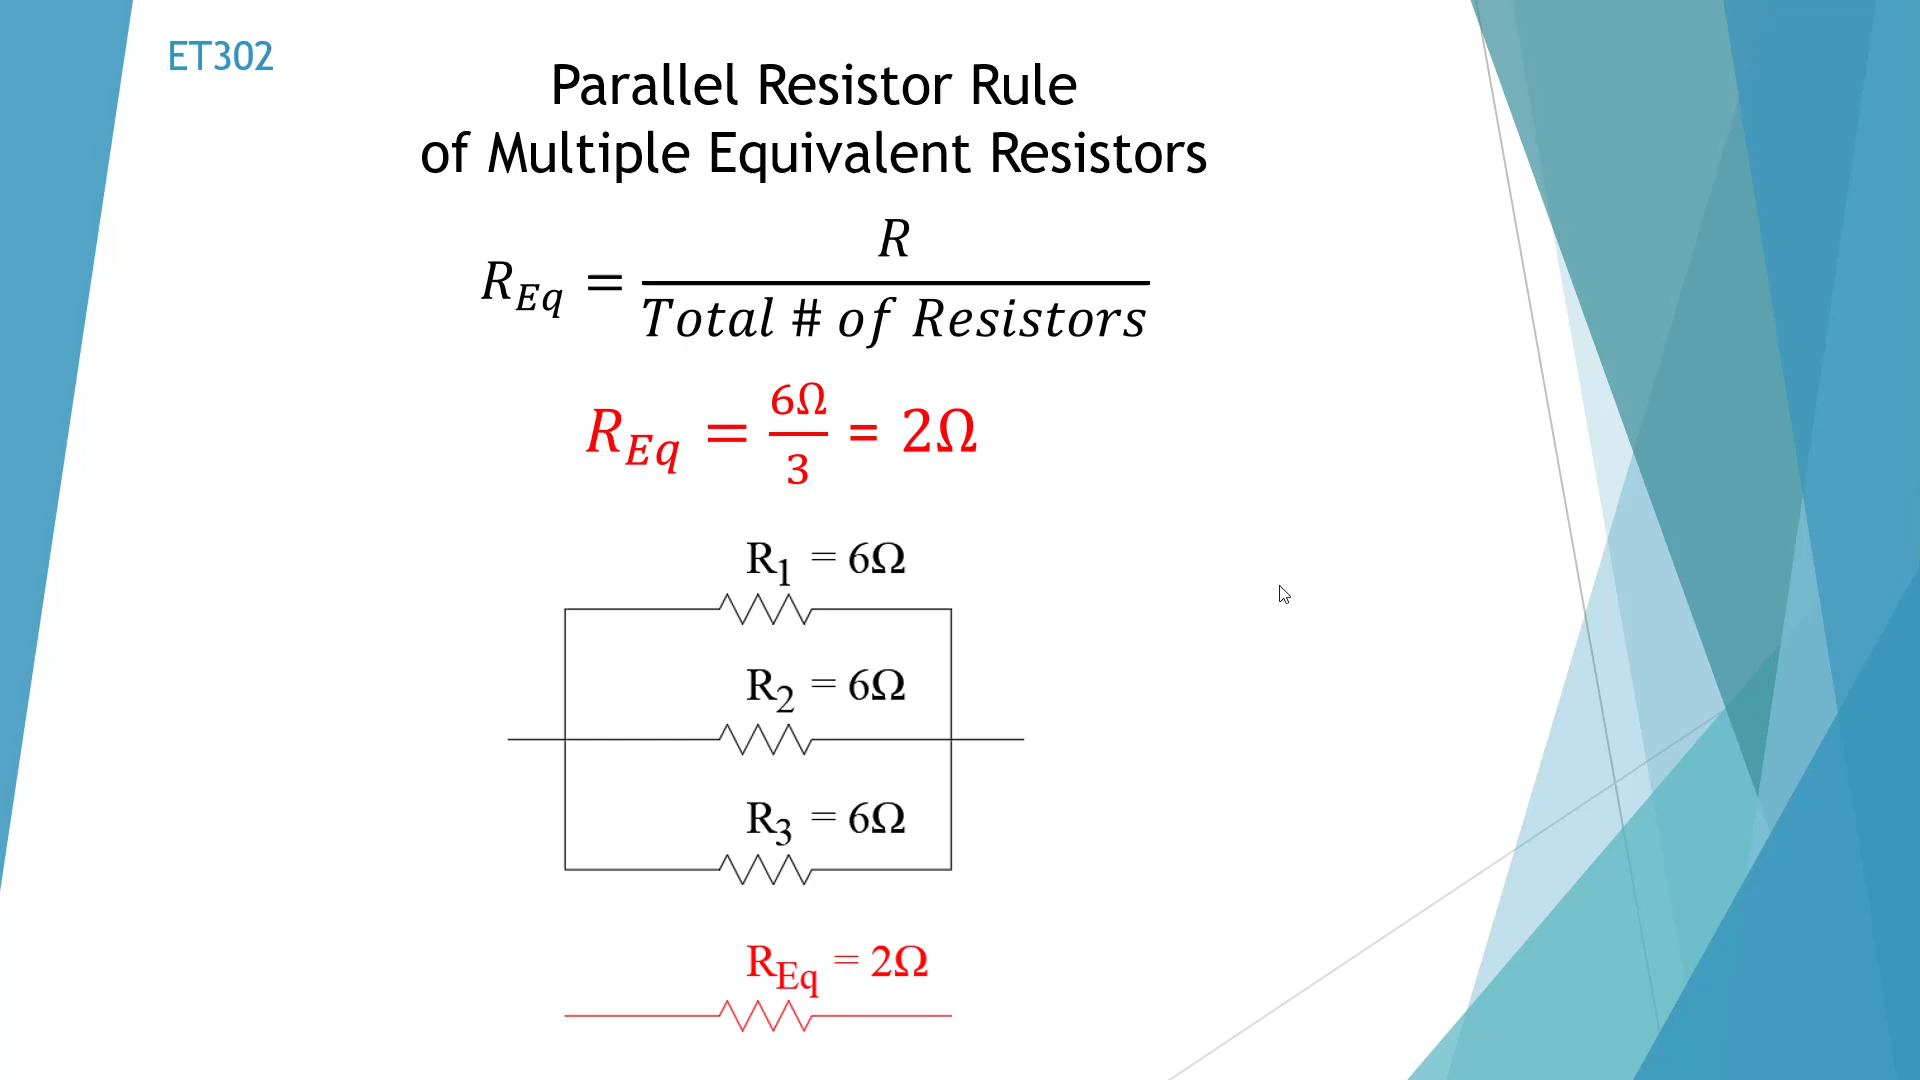 ET302
Parallel Resistor Rule
of Multiple Equivalent Resistors
R_Eq = R / Total # of Resistors
R_Eq = 6Ω / 3 = 2Ω
R₁ = 6Ω
R₂ = 6Ω
R₃ = 6Ω
R_Eq = 2Ω